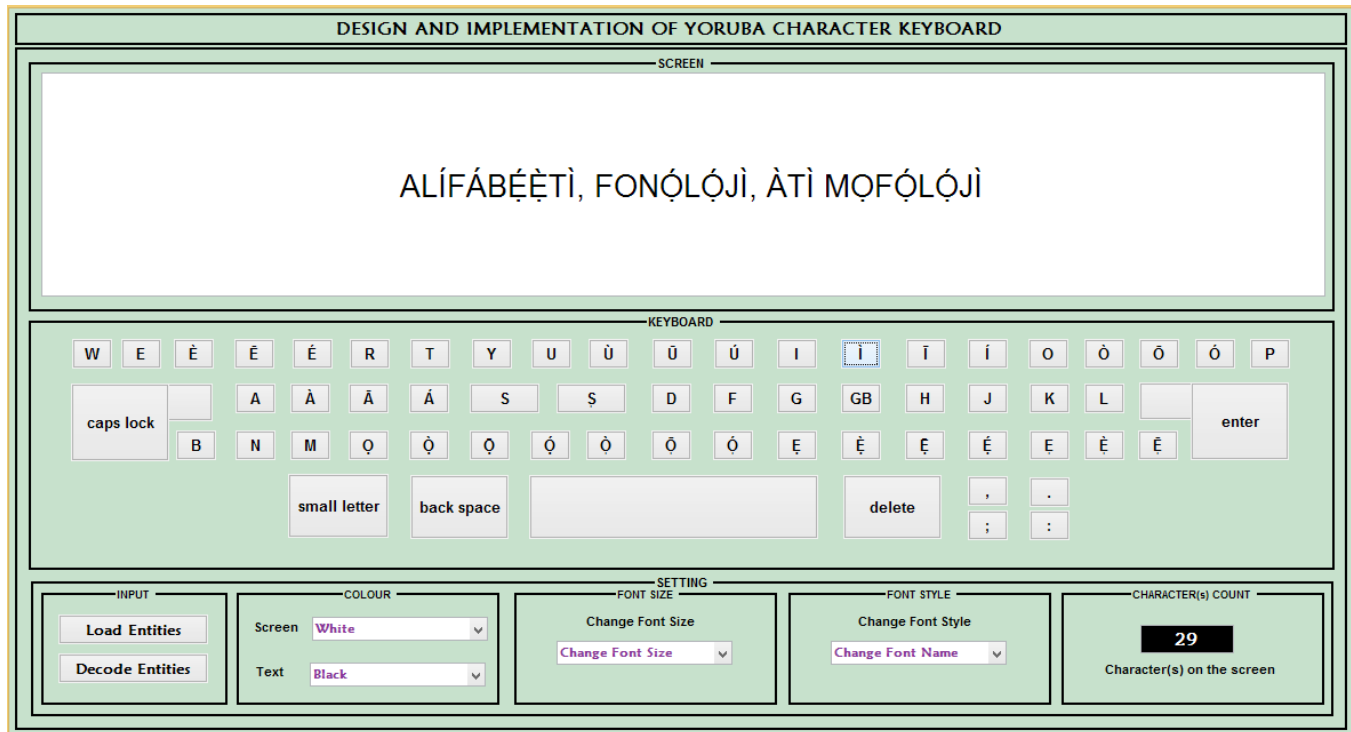 DESIGN AND IMPLEMENTATION OF YORUBA CHARACTER KEYBOARD
SCREEN
ALÍFÁBẸ́Ẹ̀TÌ, FONỌ́LỌ́JÌ, ÀTÌ MỌFỌ́LỌ́JÌ
KEYBOARD
W E È Ē É R T Y U Ù Ū Ú I Ì Ī Í O Ò Ō Ó P
caps lock A À Ā Á S Ṣ D F G GB H J K L enter
B N M Ọ Ọ̀ Ọ̄ Ọ́ Ọ̀ Ọ̄ Ọ́ Ẹ Ẹ̀ Ẹ̄ Ẹ́ Ẹ Ẹ̀ Ẹ̄
small letter back space delete , .
; :
SETTING
INPUT COLOUR FONT SIZE FONT STYLE CHARACTER(s) COUNT
Load Entities Screen White Change Font Size Change Font Style 29
Decode Entities Text Black Change Font Size Change Font Name Character(s) on the screen